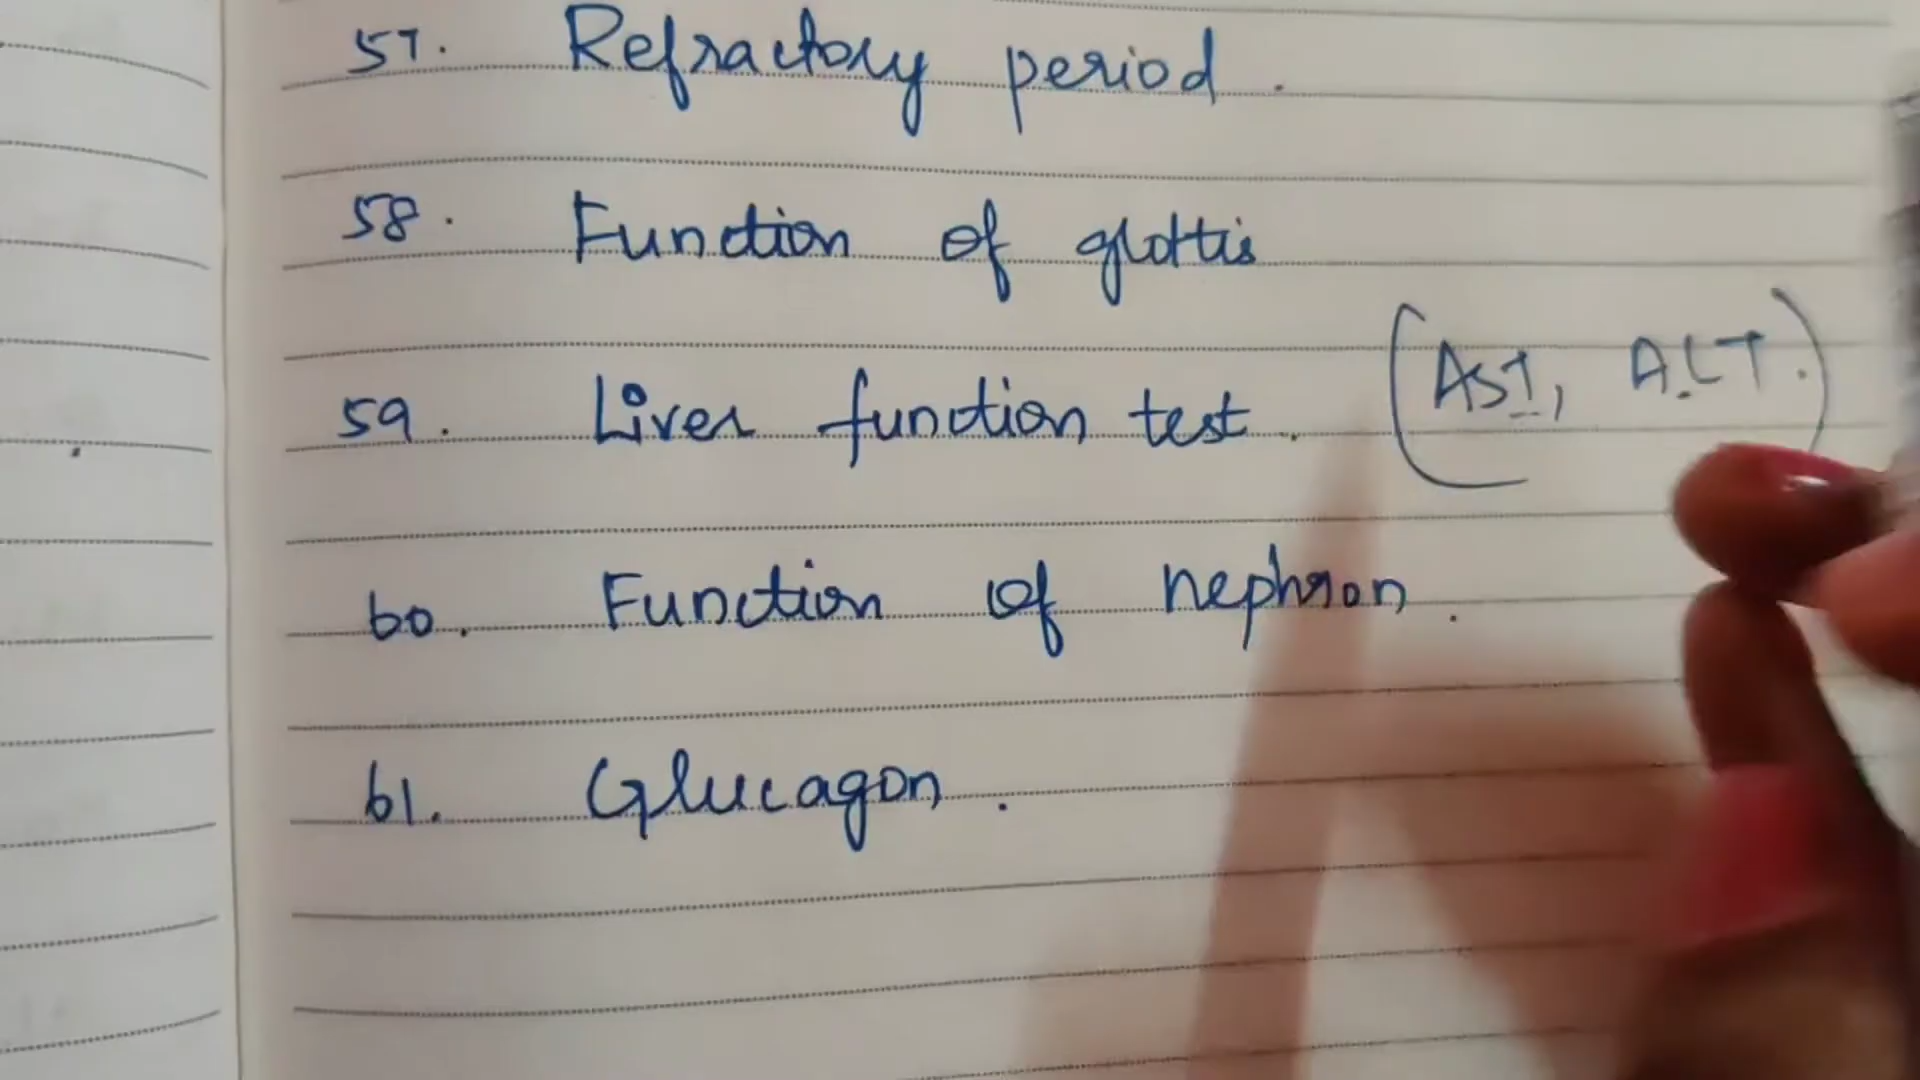 57. Refractory period.
58. Function of glottis
59. Liver function test. (AST, ALT.)
60. Function of nephron.
61. Glucagon.